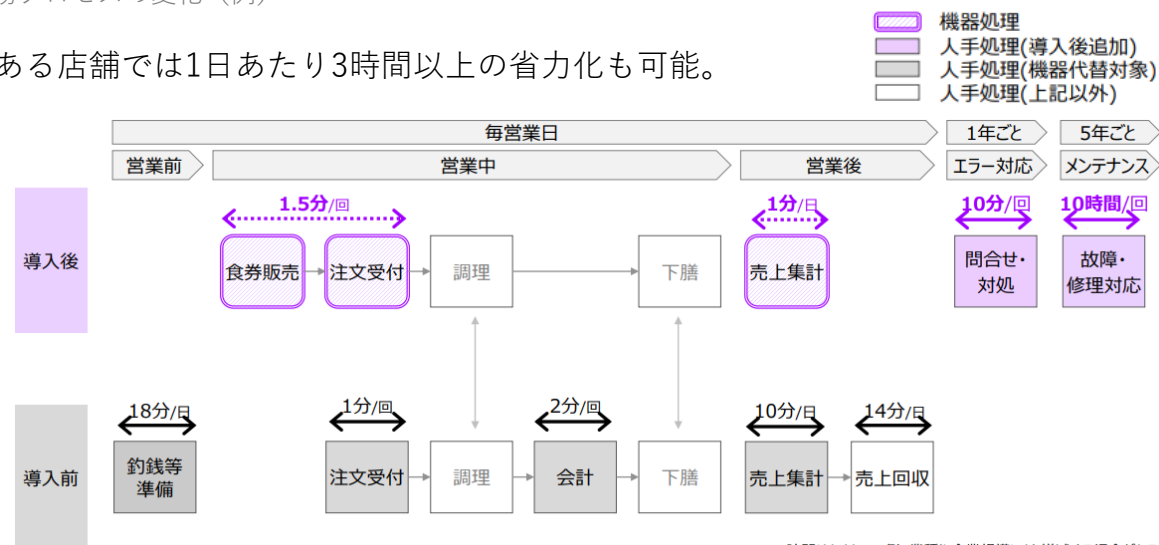 ある店舗では1日あたり3時間以上の省力化も可能。
機器処理
人手処理(導入後追加)
人手処理(機器代替対象)
人手処理(上記以外)
毎営業日
1年ごと
5年ごと
営業前
営業中
営業後
エラー対応
メンテナンス
導入後
1.5分/回
1分/日
10分/回
10時間/回
食券販売
注文受付
調理
下膳
売上集計
問合せ・
対処
故障・
修理対応
導入前
18分/日
1分/回
2分/回
10分/日
14分/日
釣銭等
準備
注文受付
調理
会計
下膳
売上集計
売上回収